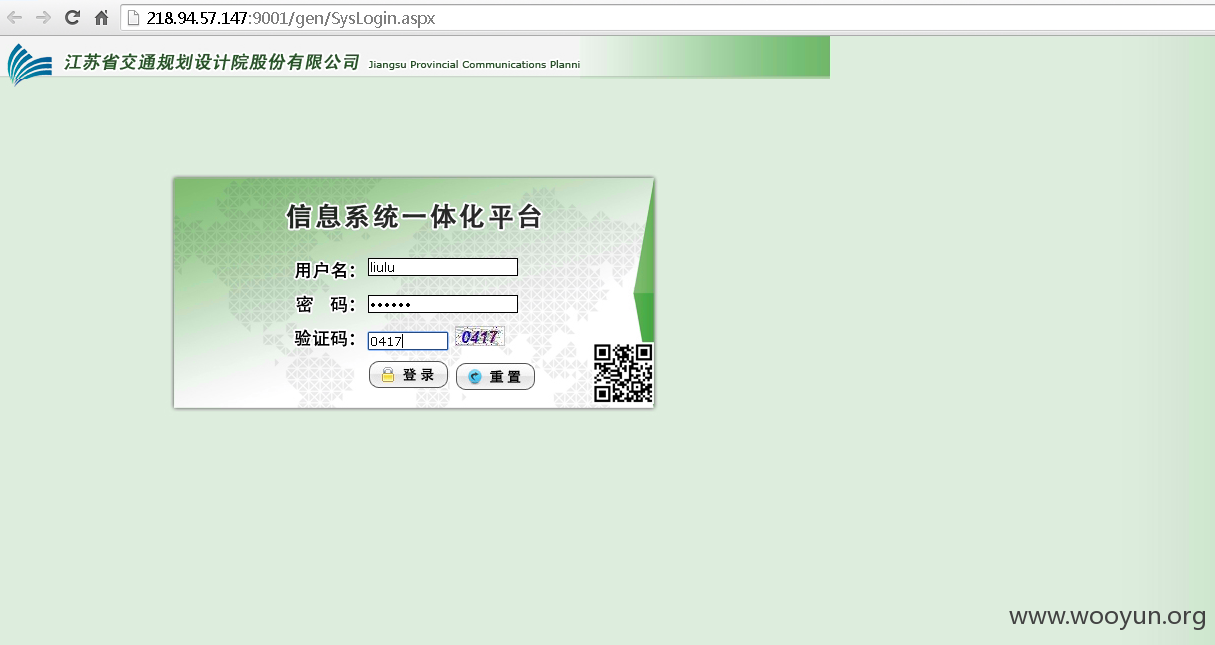 218.94.57.147:9001/gen/SysLogin.aspx
江苏省交通规划设计院股份有限公司 Jiangsu Provincial Communications Planni
信息系统一体化平台
用户名: liulu
密 码: ••••••
验证码: 0417 0417
登 录 重 置
www.wooyun.org